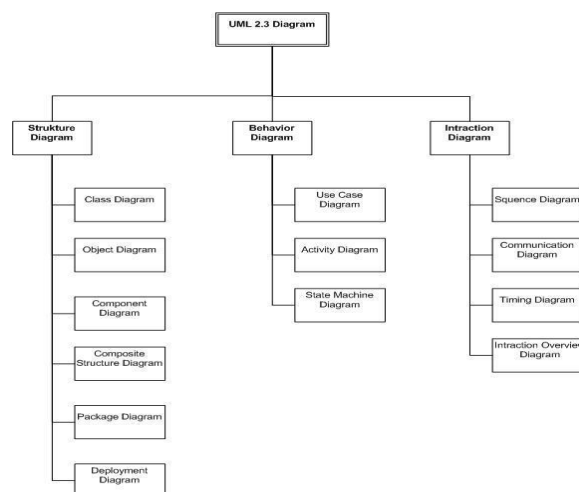 UML 2.3 Diagram
Strukture
Diagram
Behavior
Diagram
Intraction
Diagram
Class Diagram
Object Diagram
Component
Diagram
Composite
Structure Diagram
Package Diagram
Deployment
Diagram
Use Case
Diagram
Activity Diagram
State Machine
Diagram
Squence Diagram
Communication
Diagram
Timing Diagram
Intraction Overview
Diagram